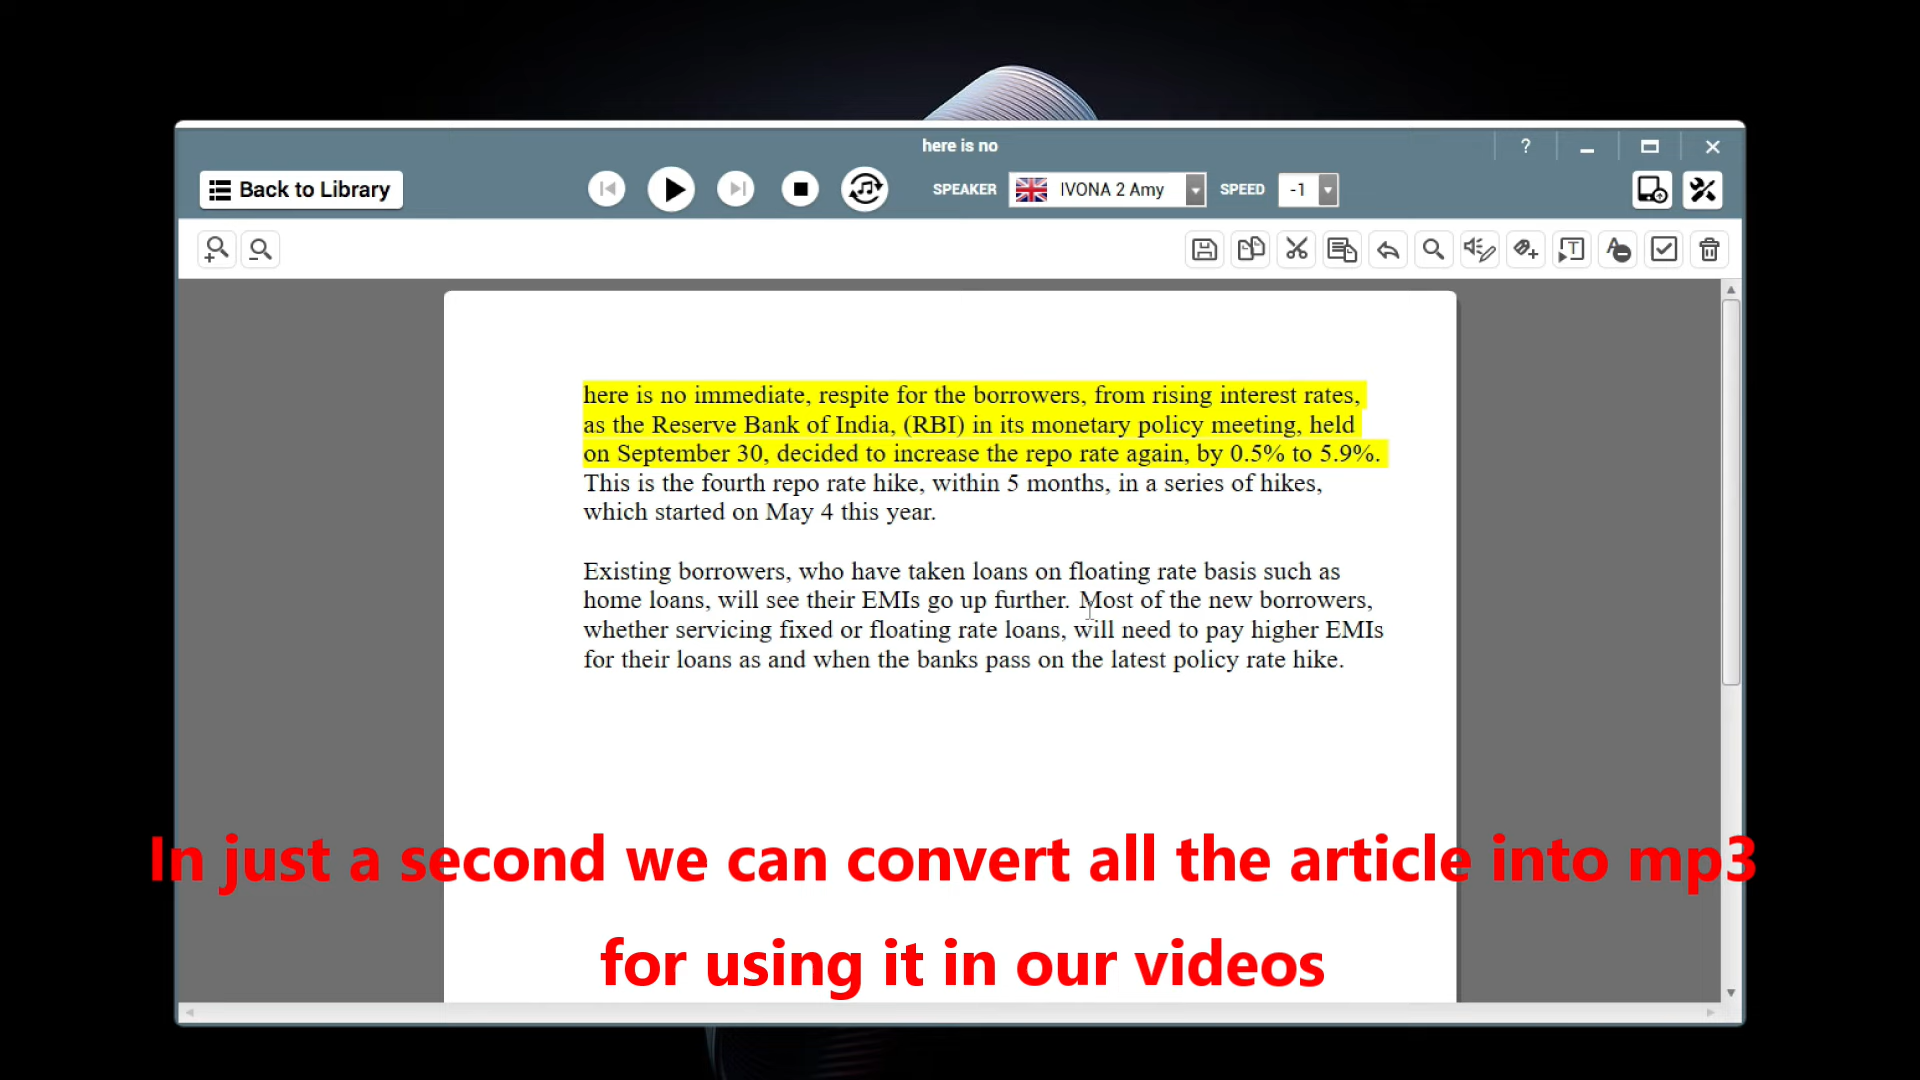 here is no
?
Back to Library
SPEAKER
IVONA 2 Amy
SPEED
-1
here is no immediate, respite for the borrowers, from rising interest rates,
as the Reserve Bank of India, (RBI) in its monetary policy meeting, held
on September 30, decided to increase the repo rate again, by 0.5% to 5.9%.
This is the fourth repo rate hike, within 5 months, in a series of hikes,
which started on May 4 this year.
Existing borrowers, who have taken loans on floating rate basis such as
home loans, will see their EMIs go up further. Most of the new borrowers,
whether servicing fixed or floating rate loans, will need to pay higher EMIs
for their loans as and when the banks pass on the latest policy rate hike.
In just a second we can convert all the article into mp3
for using it in our videos